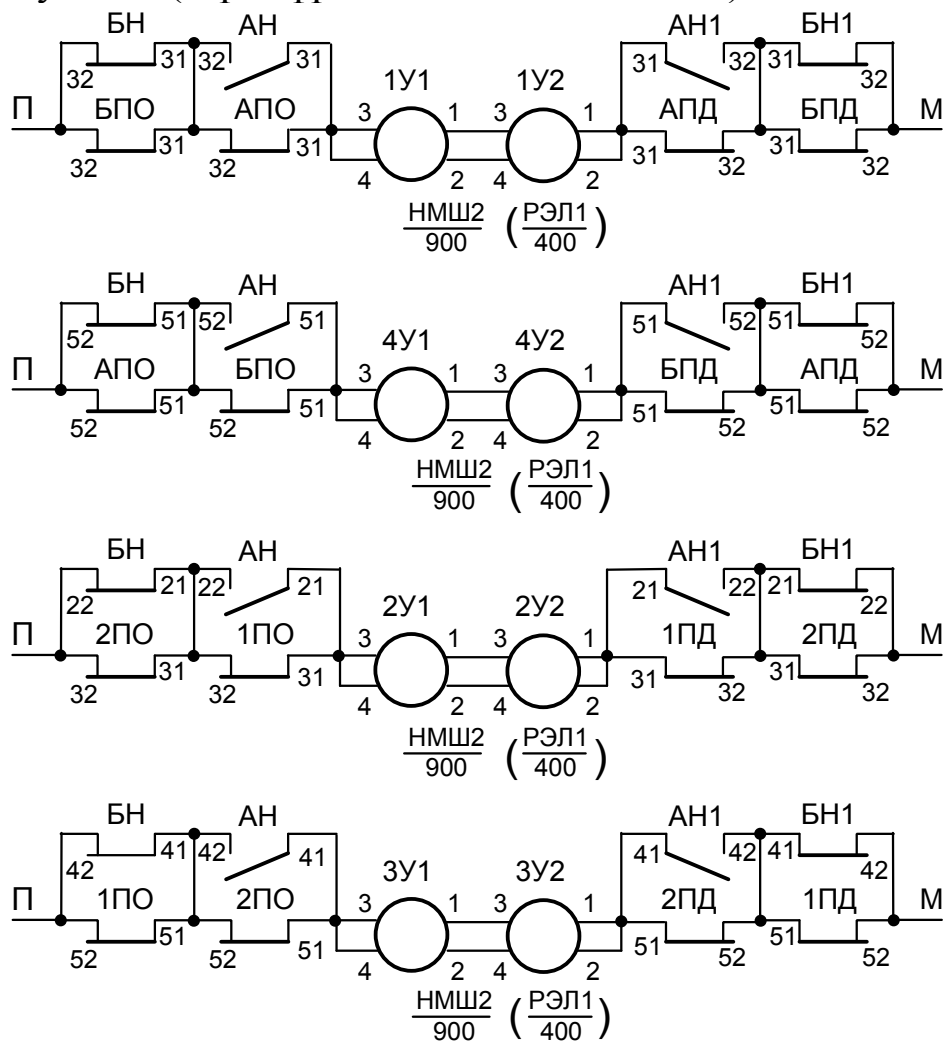 БН АН АН1 БН1
32 31 32 31 31 32 31 32
1У1 1У2
П БПО АПО 3 1 3 1 АПД БПД М
32 31 32 31 4 2 4 2 31 32 31 32
НМШ2 (РЭЛ1)
900 400
БН АН АН1 БН1
52 51 52 51 51 52 51 52
4У1 4У2
П АПО БПО 3 1 3 1 БПД АПД М
52 51 52 51 4 2 4 2 51 52 51 52
НМШ2 (РЭЛ1)
900 400
БН АН АН1 БН1
22 21 22 21 21 22 21 22
2У1 2У2
П 2ПО 1ПО 3 1 3 1 1ПД 2ПД М
32 31 32 31 4 2 4 2 31 32 31 32
НМШ2 (РЭЛ1)
900 400
БН АН АН1 БН1
42 41 42 41 41 42 41 42
3У1 3У2
П 1ПО 2ПО 3 1 3 1 2ПД 1ПД М
52 51 52 51 4 2 4 2 51 52 51 52
НМШ2 (РЭЛ1)
900 400